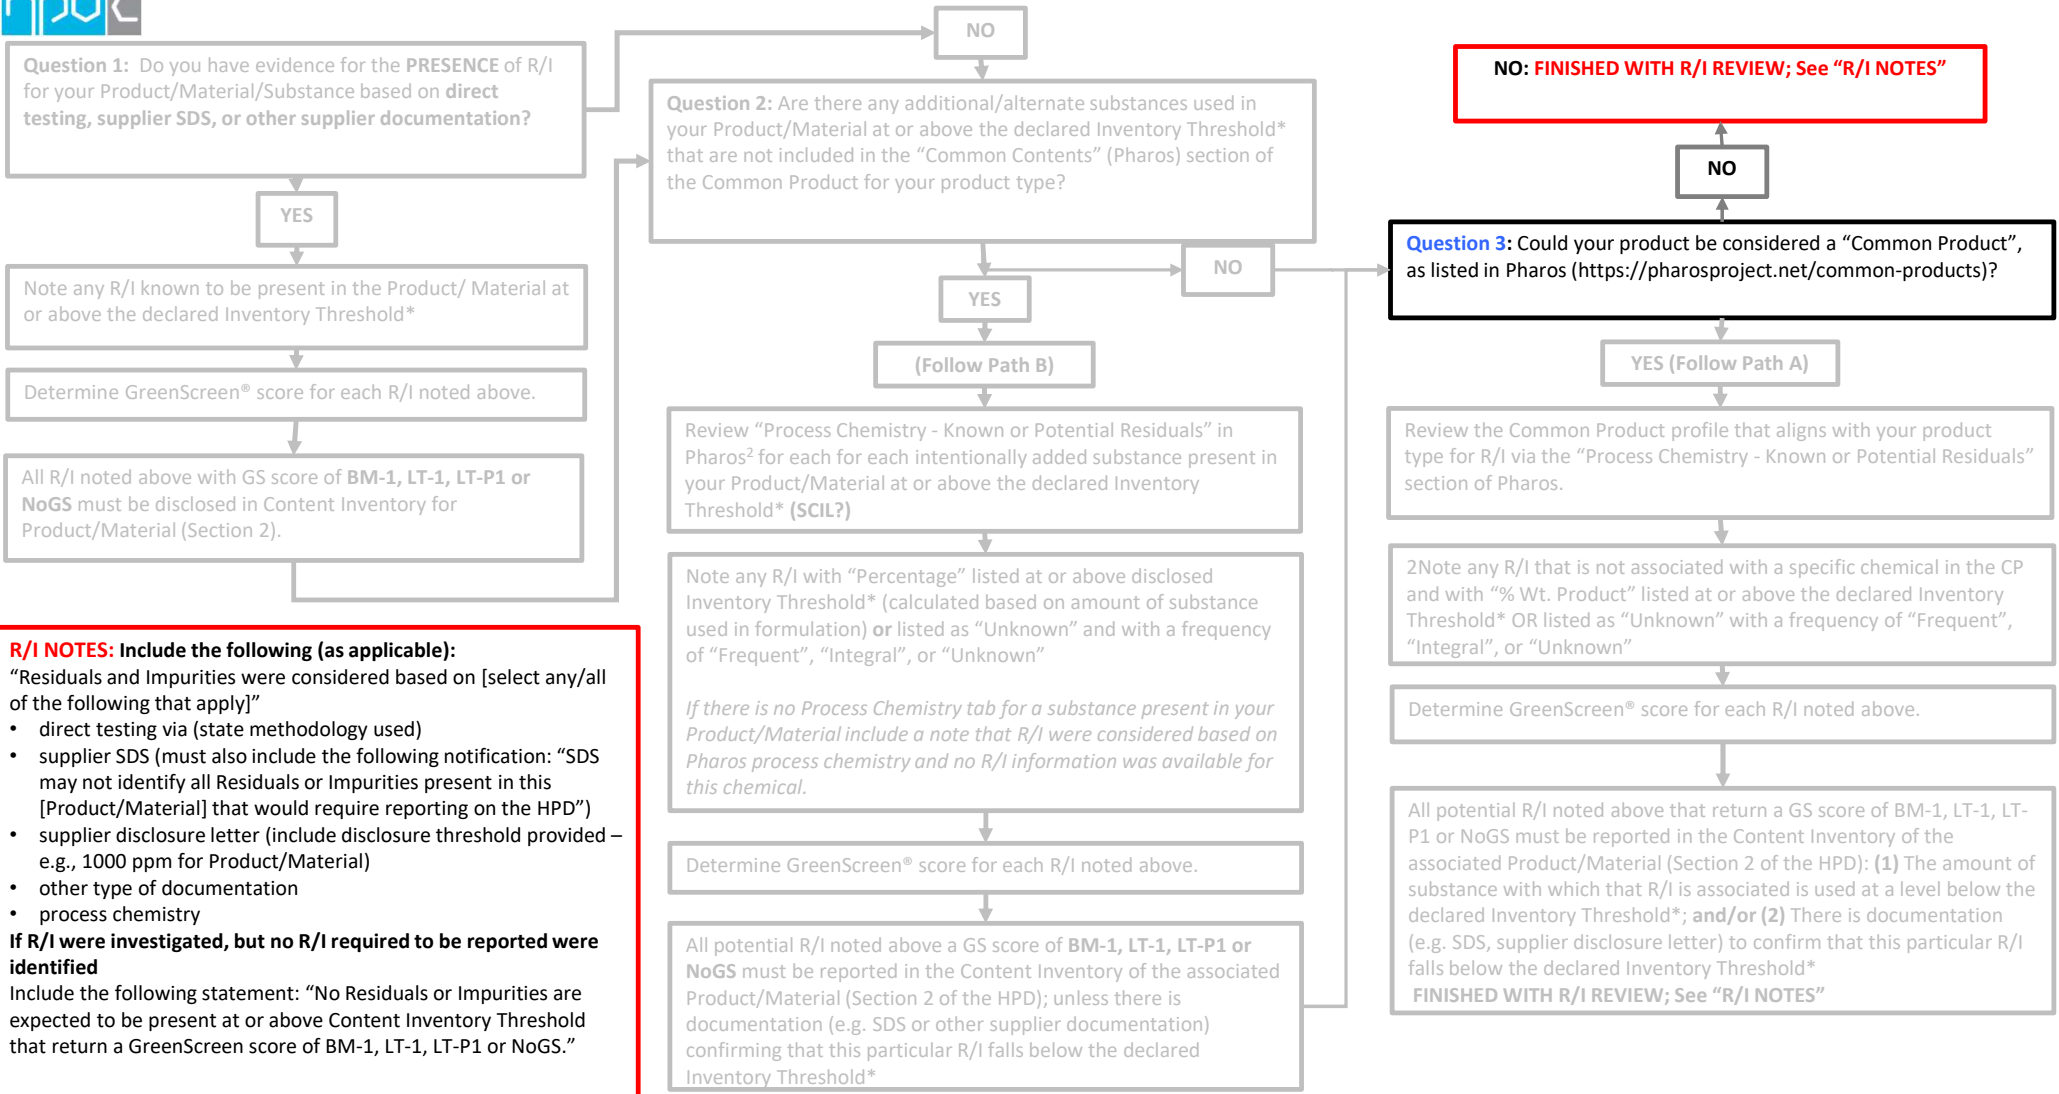 hpdc
NO
Question 1: Do you have evidence for the PRESENCE of R/I
for your Product/Material/Substance based on direct
testing, supplier SDS, or other supplier documentation?
YES
Note any R/I known to be present in the Product/ Material at
or above the declared Inventory Threshold*
Determine GreenScreen® score for each R/I noted above.
All R/I noted above with GS score of BM-1, LT-1, LT-P1 or
NoGS must be disclosed in Content Inventory for
Product/Material (Section 2).
R/I NOTES: Include the following (as applicable):
“Residuals and Impurities were considered based on [select any/all
of the following that apply]”
• direct testing via (state methodology used)
• supplier SDS (must also include the following notification: “SDS
may not identify all Residuals or Impurities present in this
[Product/Material] that would require reporting on the HPD”)
• supplier disclosure letter (include disclosure threshold provided –
e.g., 1000 ppm for Product/Material)
• other type of documentation
• process chemistry
If R/I were investigated, but no R/I required to be reported were
identified
Include the following statement: “No Residuals or Impurities are
expected to be present at or above Content Inventory Threshold
that return a GreenScreen score of BM-1, LT-1, LT-P1 or NoGS.”
Question 2: Are there any additional/alternate substances used in
your Product/Material at or above the declared Inventory Threshold*
that are not included in the “Common Contents” (Pharos) section of
the Common Product for your product type?
NO
YES
(Follow Path B)
Review “Process Chemistry - Known or Potential Residuals” in
Pharos2 for each for each intentionally added substance present in
your Product/Material at or above the declared Inventory
Threshold* (SCIL?)
Note any R/I with “Percentage” listed at or above disclosed
Inventory Threshold* (calculated based on amount of substance
used in formulation) or listed as “Unknown” and with a frequency
of “Frequent”, “Integral”, or “Unknown”
If there is no Process Chemistry tab for a substance present in your
Product/Material include a note that R/I were considered based on
Pharos process chemistry and no R/I information was available for
this chemical.
Determine GreenScreen® score for each R/I noted above.
All potential R/I noted above a GS score of BM-1, LT-1, LT-P1 or
NoGS must be reported in the Content Inventory of the associated
Product/Material (Section 2 of the HPD); unless there is
documentation (e.g. SDS or other supplier documentation)
confirming that this particular R/I falls below the declared
Inventory Threshold*
NO: FINISHED WITH R/I REVIEW; See “R/I NOTES”
NO
Question 3: Could your product be considered a “Common Product”,
as listed in Pharos (https://pharosproject.net/common-products)?
YES (Follow Path A)
Review the Common Product profile that aligns with your product
type for R/I via the “Process Chemistry - Known or Potential Residuals”
section of Pharos.
2Note any R/I that is not associated with a specific chemical in the CP
and with “% Wt. Product” listed at or above the declared Inventory
Threshold* OR listed as “Unknown” with a frequency of “Frequent”,
“Integral”, or “Unknown”
Determine GreenScreen® score for each R/I noted above.
All potential R/I noted above that return a GS score of BM-1, LT-1, LT-
P1 or NoGS must be reported in the Content Inventory of the
associated Product/Material (Section 2 of the HPD): (1) The amount of
substance with which that R/I is associated is used at a level below the
declared Inventory Threshold*; and/or (2) There is documentation
(e.g. SDS, supplier disclosure letter) to confirm that this particular R/I
falls below the declared Inventory Threshold*
FINISHED WITH R/I REVIEW; See “R/I NOTES”